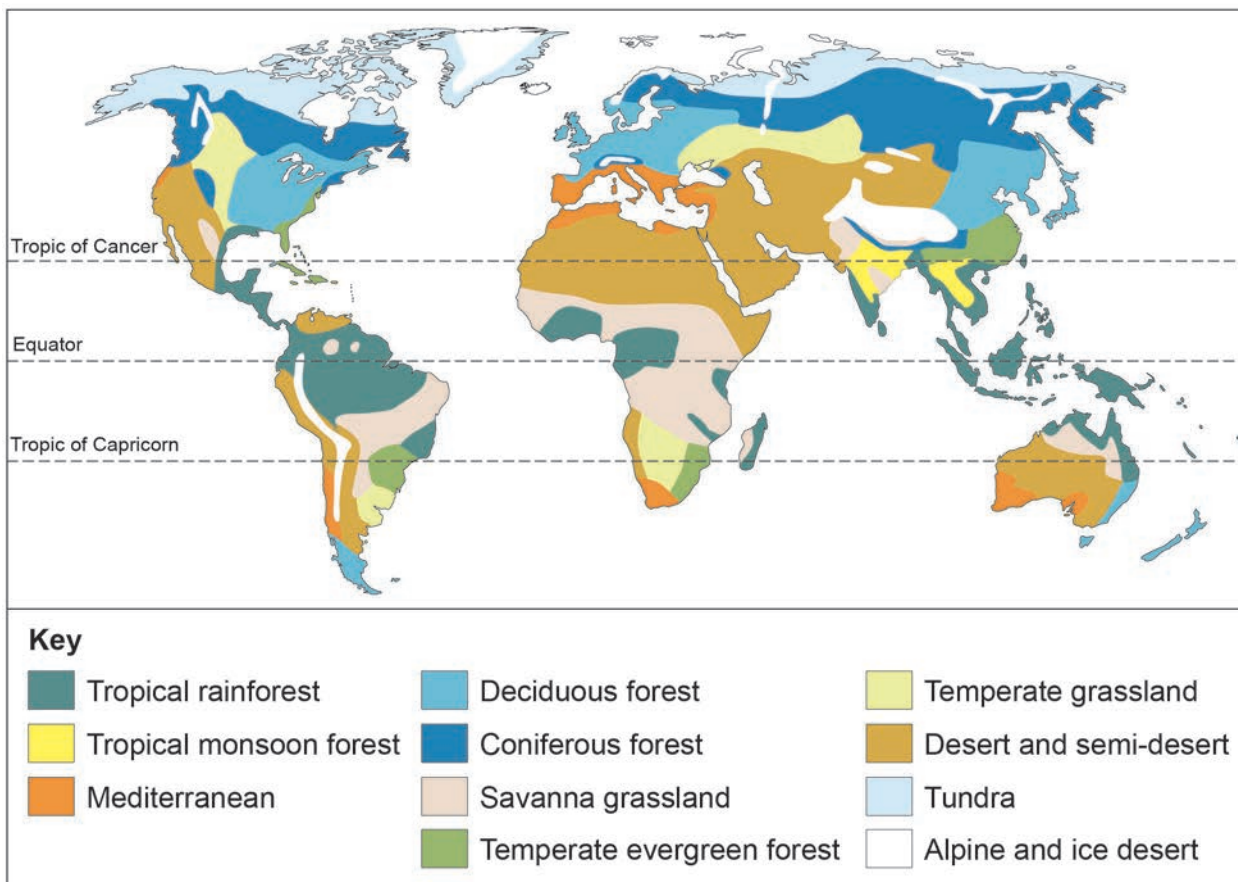 Tropic of Cancer
Equator
Tropic of Capricorn
Key
Tropical rainforest
Tropical monsoon forest
Mediterranean
Deciduous forest
Coniferous forest
Savanna grassland
Temperate evergreen forest
Temperate grassland
Desert and semi-desert
Tundra
Alpine and ice desert